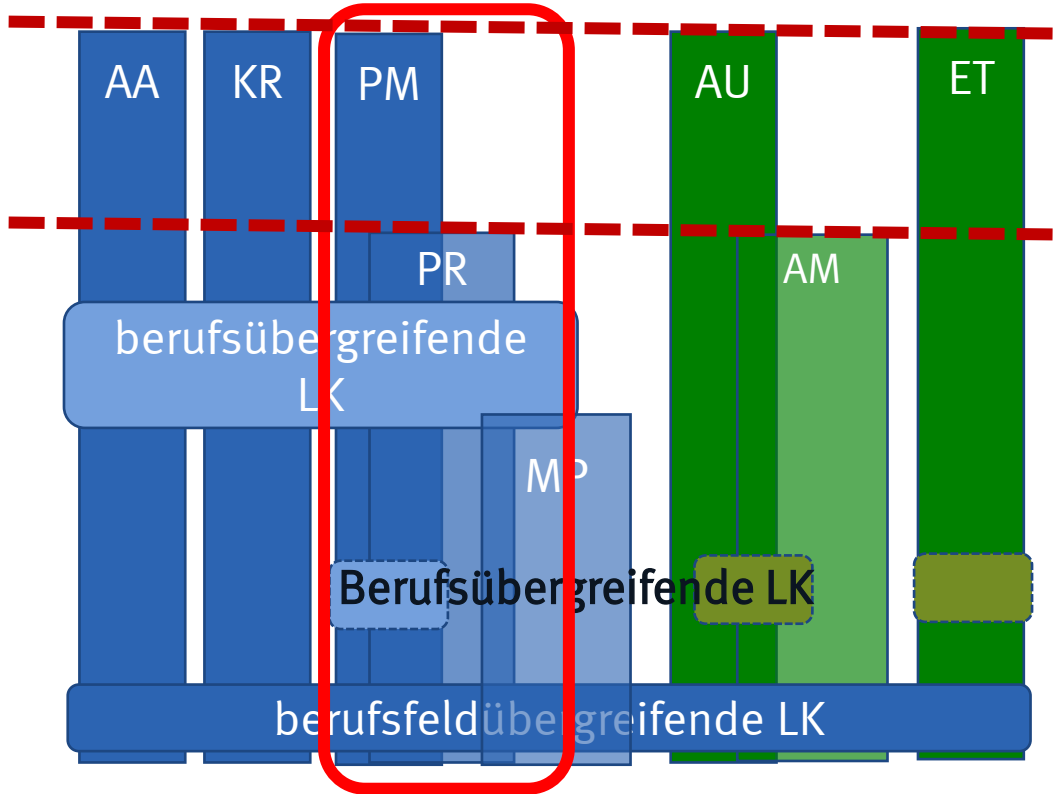 AA
KR
PM
AU
ET
PR
AM
berufsübergreifende
LK
MP
Berufsübergreifende LK
berufsfeldübergreifende LK